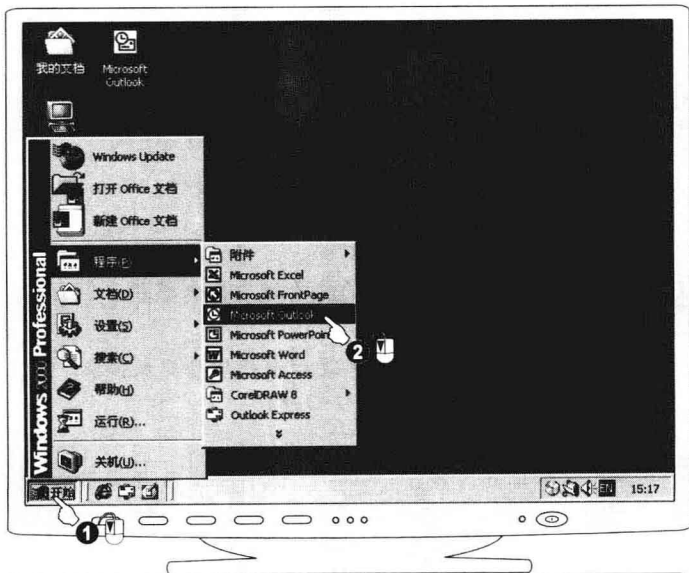 我的文档
Microsoft
Outlook
Windows Update
打开 Office 文档
新建 Office 文档
程序(P)
文档(D)
设置(S)
搜索(C)
帮助(H)
运行(R)...
关机(U)...
Windows 2000 Professional
附件
Microsoft Excel
Microsoft FrontPage
Microsoft Outlook
Microsoft PowerPoint
Microsoft Word
Microsoft Access
CorelDRAW 8
Outlook Express
2
开始
EN
15:17
1